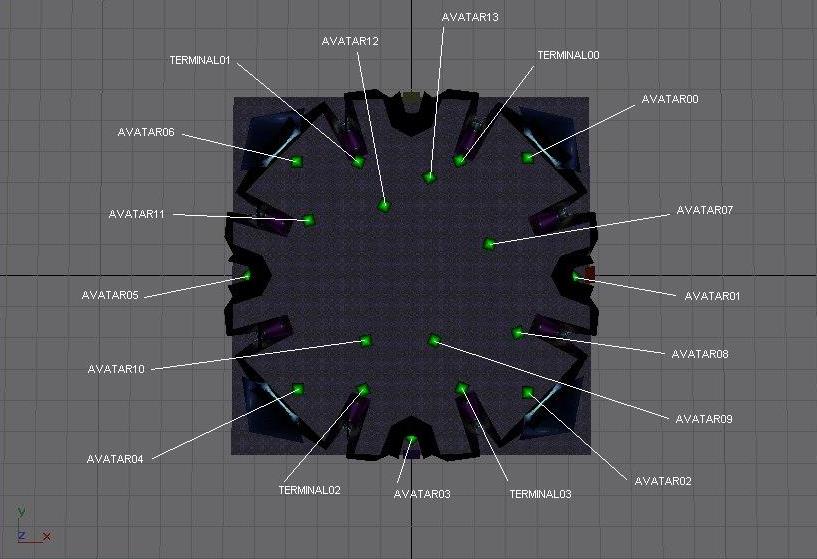 AVATAR13
AVATAR12
TERMINAL01
TERMINAL00
AVATAR00
AVATAR06
AVATAR11
AVATAR07
AVATAR05
AVATAR01
AVATAR10
AVATAR08
AVATAR09
AVATAR04
TERMINAL02
AVATAR03
TERMINAL03
AVATAR02
y
z x